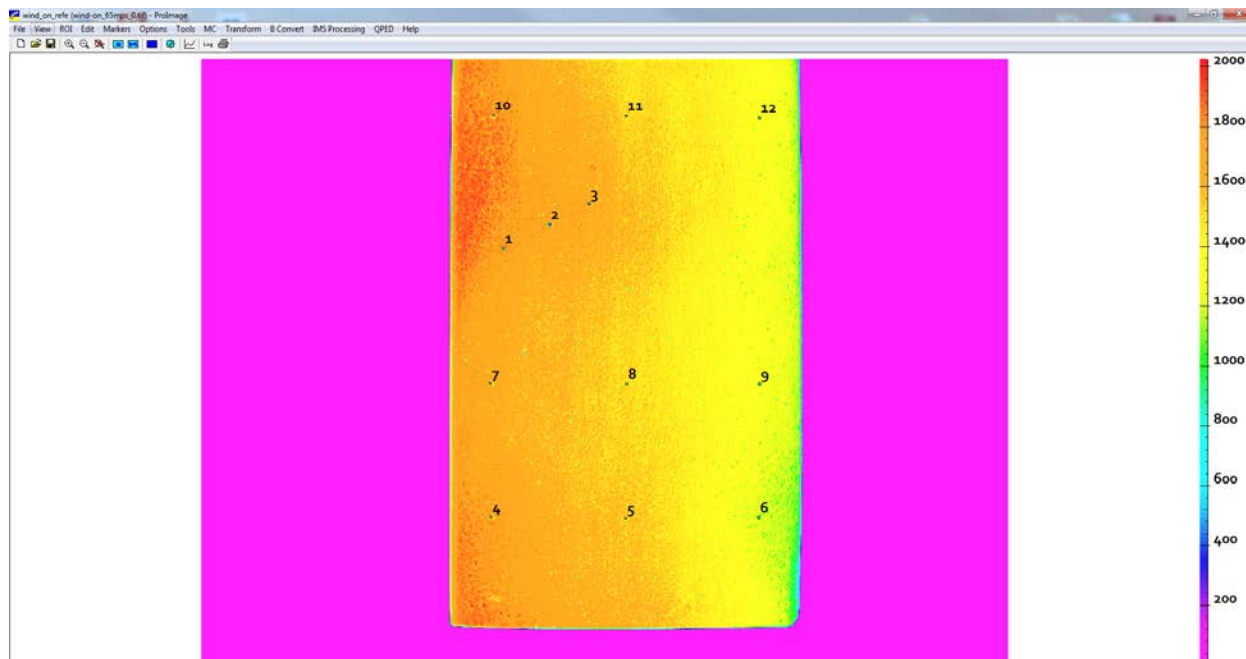 wind_on_refe (wind-on_65mps_0.tif) - ProImage
File View ROI Edit Markers Options Tools MC Transform B Convert IMS Processing QPED Help
Log
2000
10 11 12
1800
3
1600
2
1
1400
1200
7 8 9
1000
800
4 5 6
600
400
200